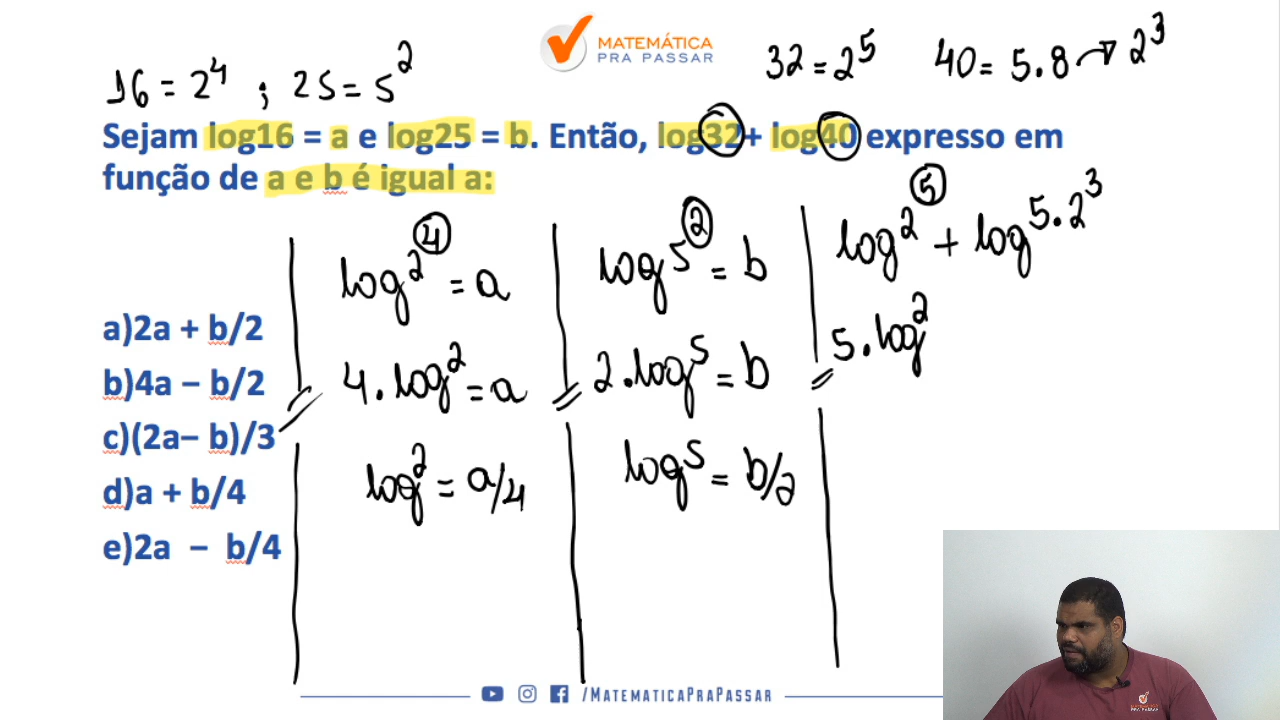 MATEMÁTICA
PRA PASSAR
16 = 2⁴ ; 25 = 5²
32 = 2⁵
40 = 5.8 → 2³
Sejam log16 = a e log25 = b. Então, log32+ log40 expresso em
função de a e b é igual a:
a)2a + b/2
b)4a – b/2
c)(2a– b)/3
d)a + b/4
e)2a – b/4
log 2⁴ = a
4.log 2 = a
log 2 = a/4
log 5² = b
2.log 5 = b
log 5 = b/2
log 2⁵ + log 5.2³
5.log 2
/MATEMATICAPRAPASSAR
MATEMÁTICA
PRA PASSAR